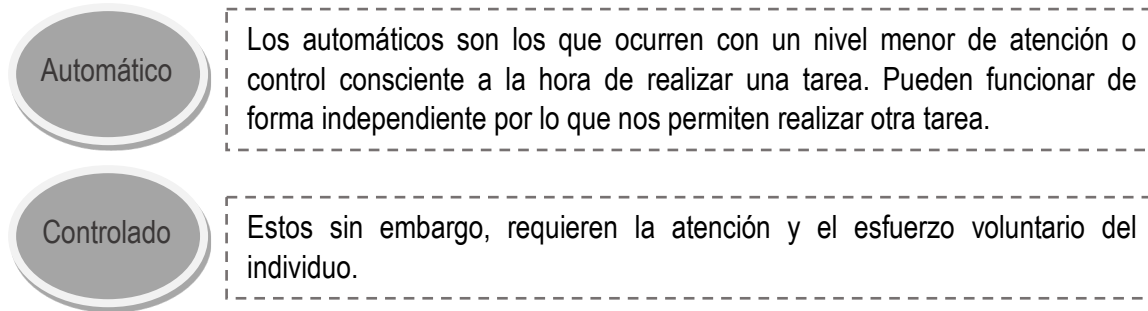 Automático
Los automáticos son los que ocurren con un nivel menor de atención o
control consciente a la hora de realizar una tarea. Pueden funcionar de
forma independiente por lo que nos permiten realizar otra tarea.
Controlado
Estos sin embargo, requieren la atención y el esfuerzo voluntario del
individuo.